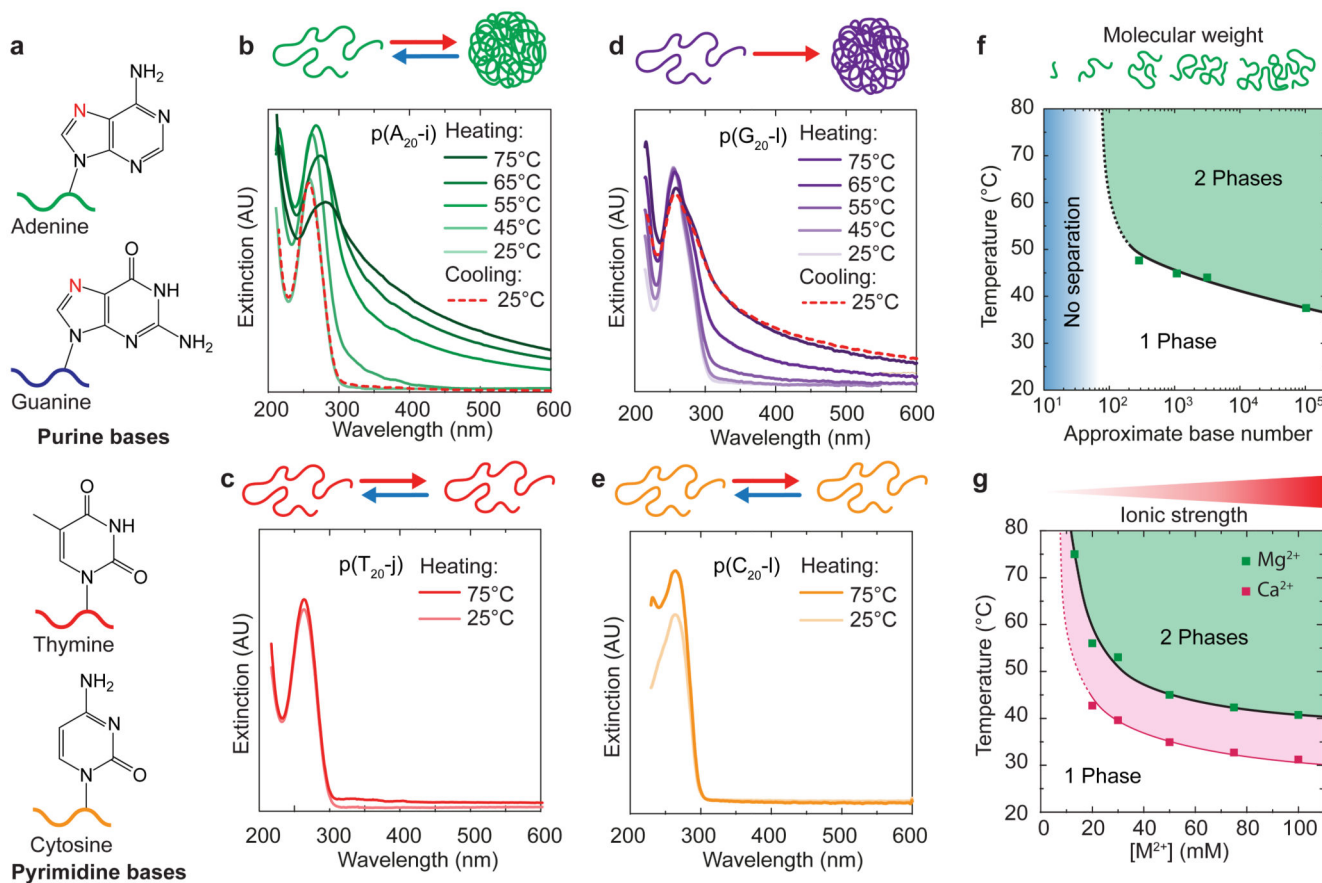 a
NH₂
N
N
N
N
Adenine
O
N
NH
N
N
NH₂
Guanine
Purine bases
O
NH
N
O
Thymine
NH₂
N
N
O
Cytosine
Pyrimidine bases
b
p(A₂₀-i)
Heating:
75°C
65°C
55°C
45°C
25°C
Cooling:
25°C
Extinction (AU)
200 300 400 500 600
Wavelength (nm)
c
p(T₂₀-j)
Heating:
75°C
25°C
Extinction (AU)
200 300 400 500 600
Wavelength (nm)
d
p(G₂₀-l)
Heating:
75°C
65°C
55°C
45°C
25°C
Cooling:
25°C
Extinction (AU)
200 300 400 500 600
Wavelength (nm)
e
p(C₂₀-l)
Heating:
75°C
25°C
Extinction (AU)
200 300 400 500 600
Wavelength (nm)
f
Molecular weight
80
70
60
50
40
30
20
Temperature (°C)
No separation
2 Phases
1 Phase
10¹ 10² 10³ 10⁴ 10⁵
Approximate base number
g
Ionic strength
80
70
60
50
40
30
20
Temperature (°C)
Mg²⁺
Ca²⁺
2 Phases
1 Phase
0 20 40 60 80 100
[M²⁺] (mM)